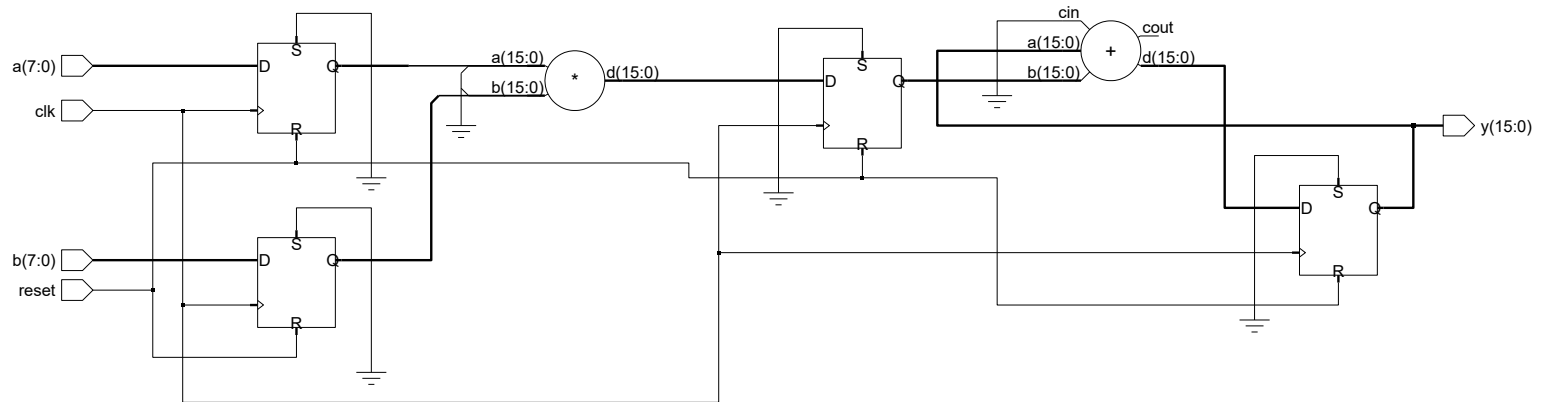 cin
cout
S
a(15:0)
+
a(7:0)
D
Q
a(15:0)
S
d(15:0)
b(15:0)
*
d(15:0)
D
Q
b(15:0)
clk
R
y(15:0)
R
S
S
D
Q
b(7:0)
D
Q
reset
R
R